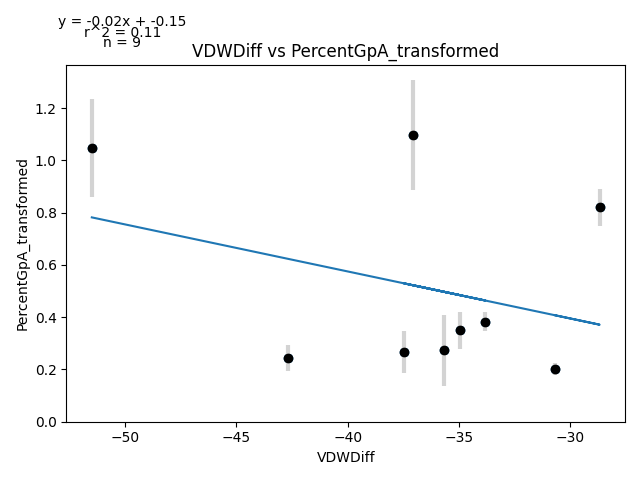 y = -0.02x + -0.15
r^2 = 0.11
n = 9
VDWDiff vs PercentGpA_transformed
1.2
1.0
0.8
0.6
0.4
0.2
0.0
PercentGpA_transformed
−50
−45
−40
−35
−30
VDWDiff